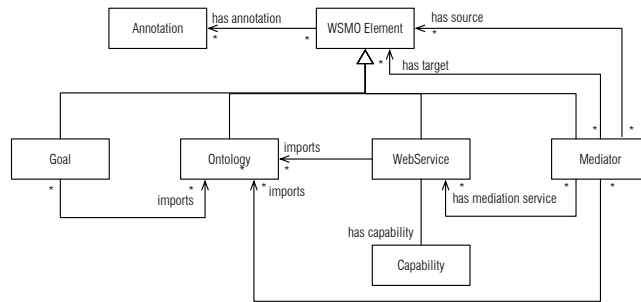 has annotation
has source
Annotation
WSMO Element
*
*
*
*
has target
*
*
imports
Goal
Ontology
WebService
Mediator
*
*
*
*
*
*
*
*
imports
imports
has mediation service
has capability
Capability